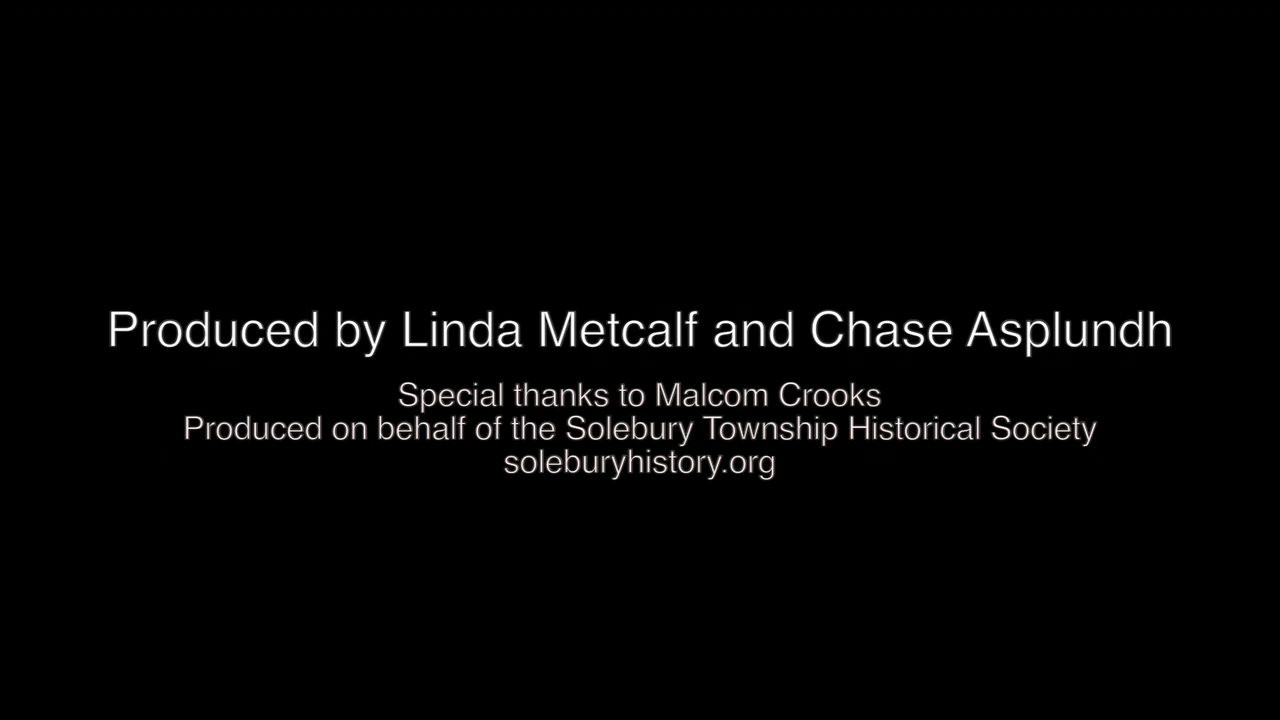 Produced by Linda Metcalf and Chase Asplundh
Special thanks to Malcom Crooks
Produced on behalf of the Solebury Township Historical Society
soleburyhistory.org